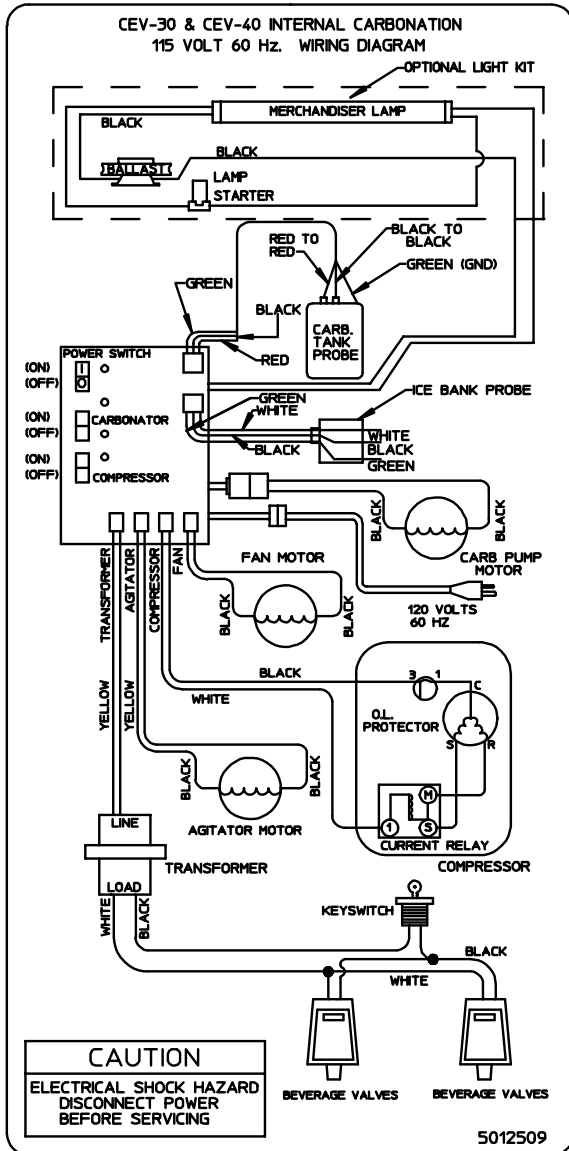 CEV-30 & CEV-40 INTERNAL CARBONATION
115 VOLT 60 Hz. WIRING DIAGRAM
OPTIONAL LIGHT KIT
MERCHANDISER LAMP
BLACK
BLACK
BALLAST
LAMP
STARTER
BLACK TO
BLACK
RED TO
RED
GREEN (GND)
GREEN
BLACK
CARB.
TANK
PROBE
RED
POWER SWITCH
(ON)
I
(OFF)
O
GREEN
WHITE
ICE BANK PROBE
(ON)
CARBONATOR
(OFF)
WHITE
BLACK
BLACK
GREEN
(ON)
(OFF)
COMPRESSOR
BLACK
BLACK
TRANSFORMER
AGITATOR
COMPRESSOR
FAN
FAN MOTOR
CARB PUMP
MOTOR
BLACK
BLACK
120 VOLTS
60 HZ
BLACK
WHITE
3
1
C
O.L.
PROTECTOR
S
R
YELLOW
YELLOW
BLACK
BLACK
M
1
S
AGITATOR MOTOR
CURRENT RELAY
COMPRESSOR
LINE
TRANSFORMER
LOAD
WHITE
BLACK
KEYSWITCH
BLACK
WHITE
BEVERAGE VALVES
BEVERAGE VALVES
CAUTION
ELECTRICAL SHOCK HAZARD
DISCONNECT POWER
BEFORE SERVICING
5012509